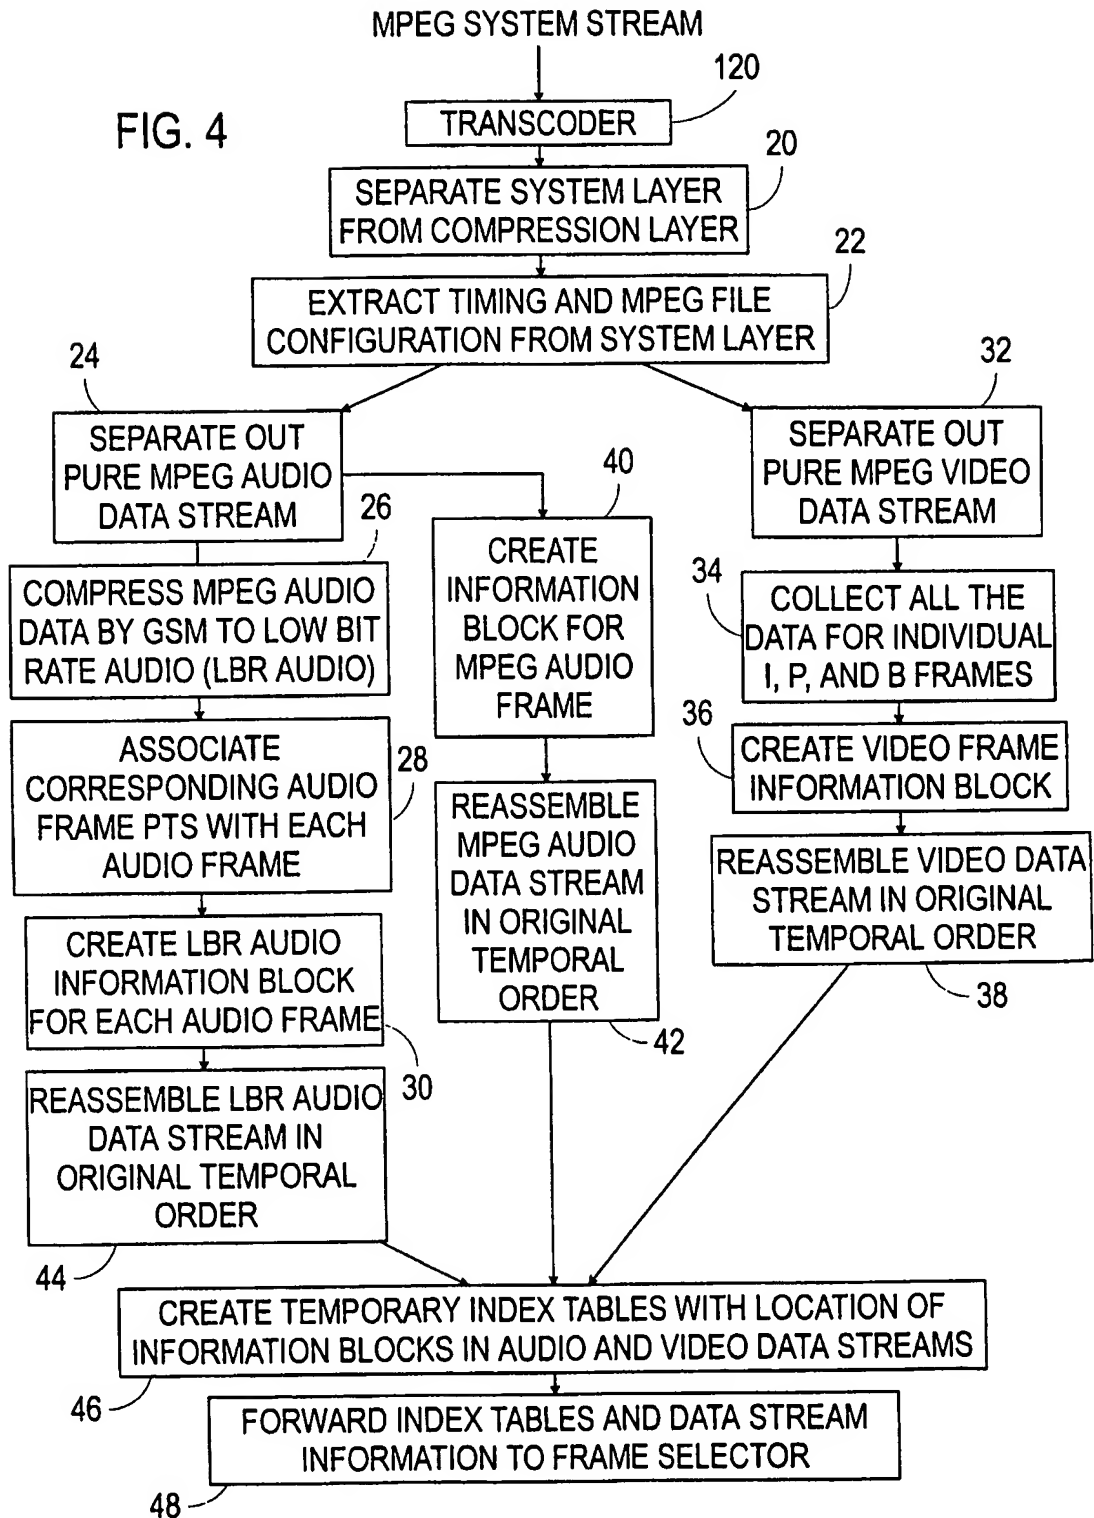 MPEG SYSTEM STREAM
120
FIG. 4
TRANSCODER
20
SEPARATE SYSTEM LAYER
FROM COMPRESSION LAYER
22
EXTRACT TIMING AND MPEG FILE
CONFIGURATION FROM SYSTEM LAYER
24
SEPARATE OUT
PURE MPEG AUDIO
DATA STREAM
26
COMPRESS MPEG AUDIO
DATA BY GSM TO LOW BIT
RATE AUDIO (LBR AUDIO)
ASSOCIATE
CORRESPONDING AUDIO
FRAME PTS WITH EACH
AUDIO FRAME
28
CREATE LBR AUDIO
INFORMATION BLOCK
FOR EACH AUDIO FRAME
30
REASSEMBLE LBR AUDIO
DATA STREAM IN
ORIGINAL TEMPORAL
ORDER
44
40
CREATE
INFORMATION
BLOCK FOR
MPEG AUDIO
FRAME
REASSEMBLE
MPEG AUDIO
DATA STREAM
IN ORIGINAL
TEMPORAL
ORDER
42
32
SEPARATE OUT
PURE MPEG VIDEO
DATA STREAM
34
COLLECT ALL THE
DATA FOR INDIVIDUAL
I, P, AND B FRAMES
36
CREATE VIDEO FRAME
INFORMATION BLOCK
REASSEMBLE VIDEO DATA
STREAM IN ORIGINAL
TEMPORAL ORDER
38
CREATE TEMPORARY INDEX TABLES WITH LOCATION OF
INFORMATION BLOCKS IN AUDIO AND VIDEO DATA STREAMS
46
FORWARD INDEX TABLES AND DATA STREAM
INFORMATION TO FRAME SELECTOR
48